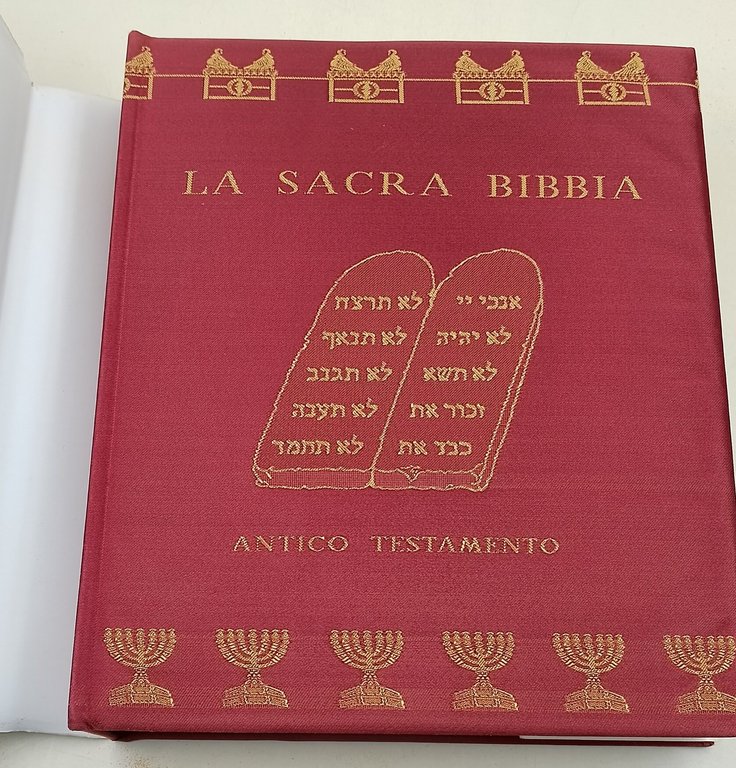 LA SACRA BIBBIA
אנכי יי
לא יהיה
לא תשא
זכור את
כבד את
לא תרצח
לא תנאף
לא תגנב
לא תענה
לא תחמד
ANTICO TESTAMENTO